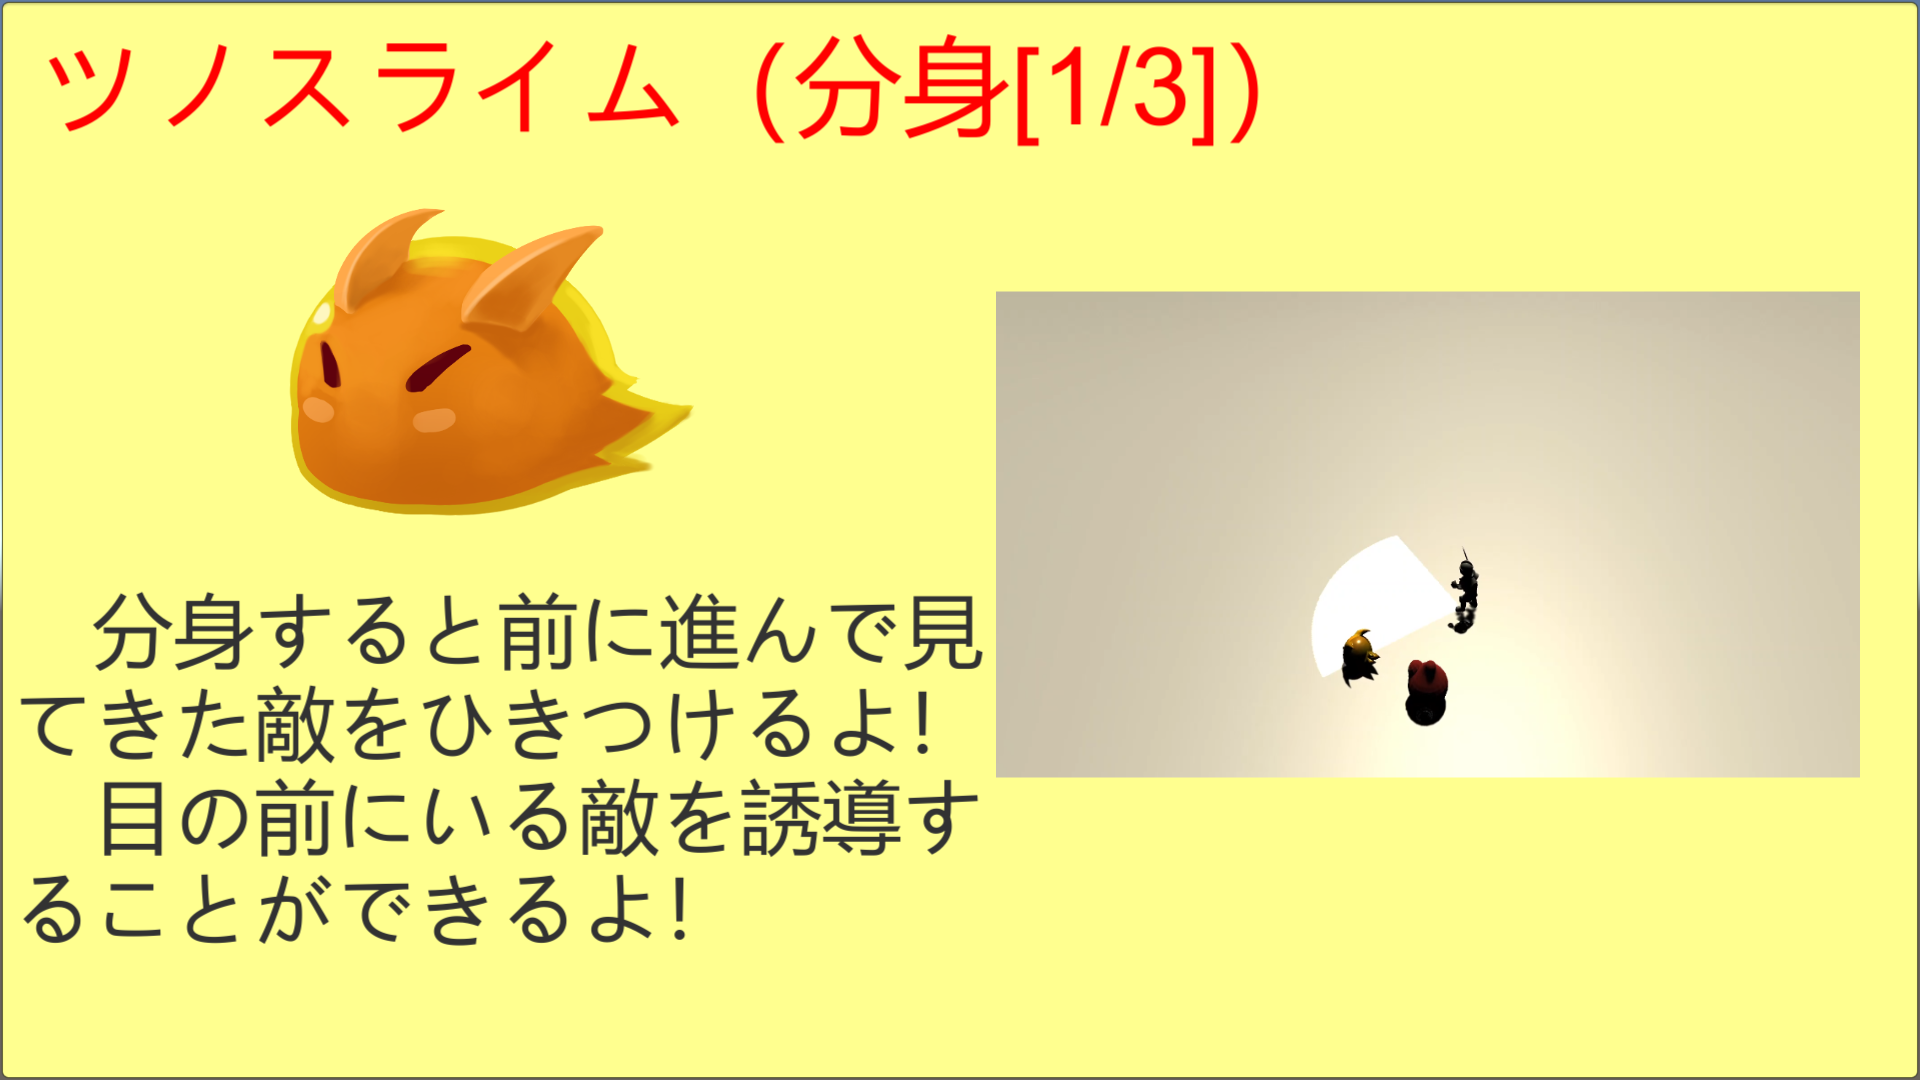 ツノスライム（分身[1/3]）
　分身すると前に進んで見
てきた敵をひきつけるよ！
　目の前にいる敵を誘導す
ることができるよ！